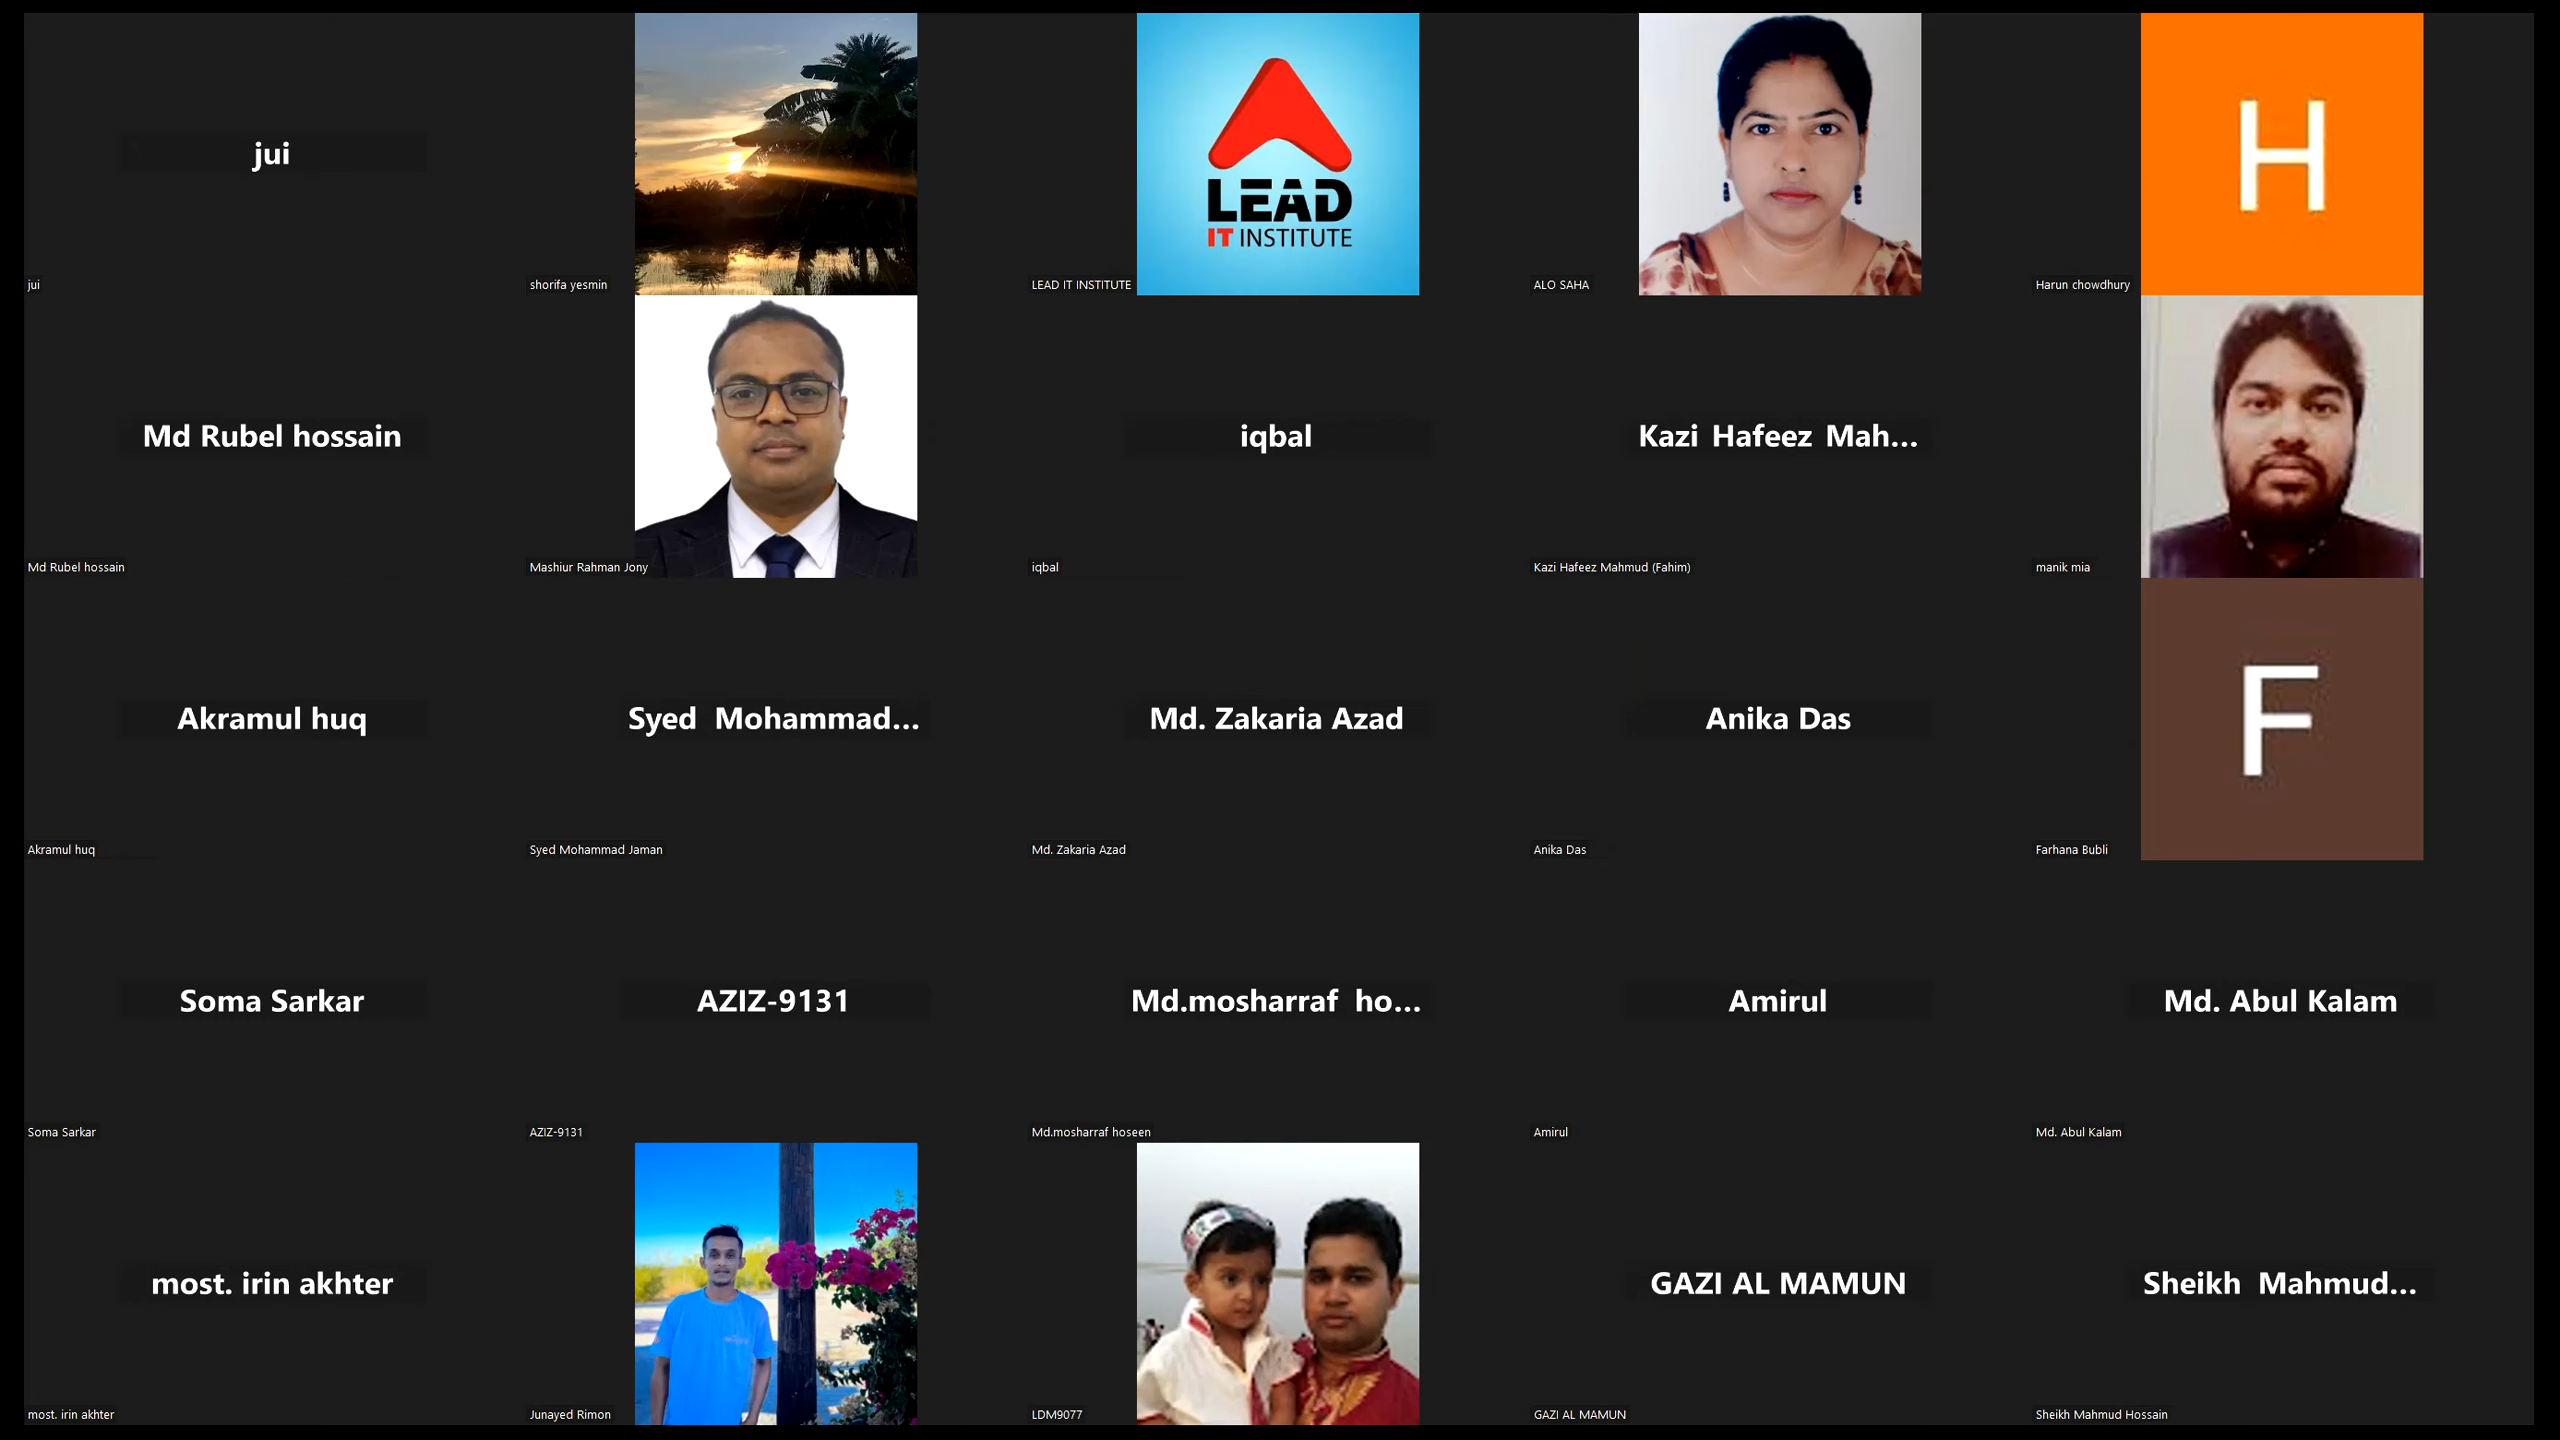 jui
jui
shorifa yesmin
LEAD
IT INSTITUTE
LEAD IT INSTITUTE
ALO SAHA
H
Harun chowdhury
Md Rubel hossain
Md Rubel hossain
Mashiur Rahman Jony
iqbal
iqbal
Kazi Hafeez Mah...
Kazi Hafeez Mahmud (Fahim)
manik mia
Akramul huq
Akramul huq
Syed Mohammad...
Syed Mohammad Jaman
Md. Zakaria Azad
Md. Zakaria Azad
Anika Das
Anika Das
F
Farhana Bubli
Soma Sarkar
Soma Sarkar
AZIZ-9131
AZIZ-9131
Md.mosharraf ho...
Md.mosharraf hoseen
Amirul
Amirul
Md. Abul Kalam
Md. Abul Kalam
most. irin akhter
most. irin akhter
Junayed Rimon
LDM9077
GAZI AL MAMUN
GAZI AL MAMUN
Sheikh Mahmud...
Sheikh Mahmud Hossain